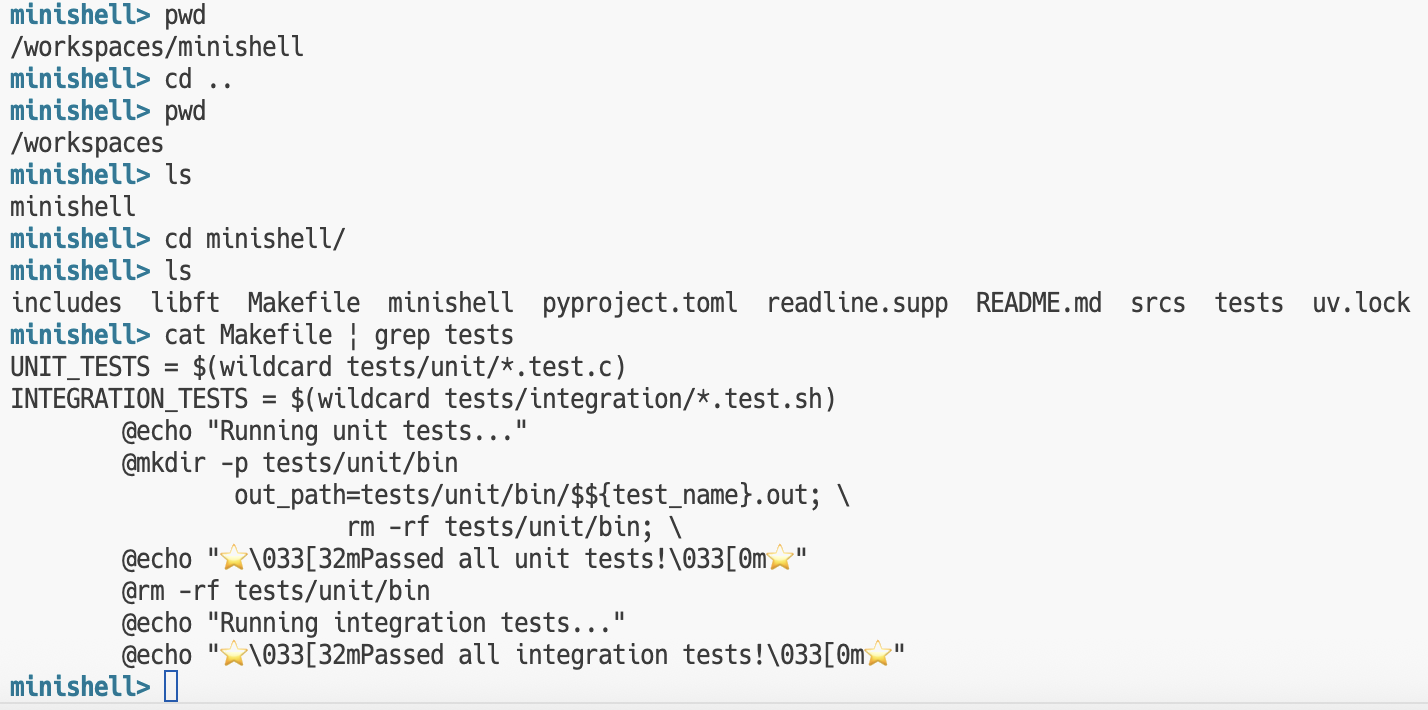 minishell> pwd
/workspaces/minishell
minishell> cd ..
minishell> pwd
/workspaces
minishell> ls
minishell
minishell> cd minishell/
minishell> ls
includes  libft  Makefile  minishell  pyproject.toml  readline.supp  README.md  srcs  tests  uv.lock
minishell> cat Makefile ¦ grep tests
UNIT_TESTS = $(wildcard tests/unit/*.test.c)
INTEGRATION_TESTS = $(wildcard tests/integration/*.test.sh)
        @echo "Running unit tests..."
        @mkdir -p tests/unit/bin
                out_path=tests/unit/bin/$${test_name}.out; \
                        rm -rf tests/unit/bin; \
        @echo "⭐\033[32mPassed all unit tests!\033[0m⭐"
        @rm -rf tests/unit/bin
        @echo "Running integration tests..."
        @echo "⭐\033[32mPassed all integration tests!\033[0m⭐"
minishell>